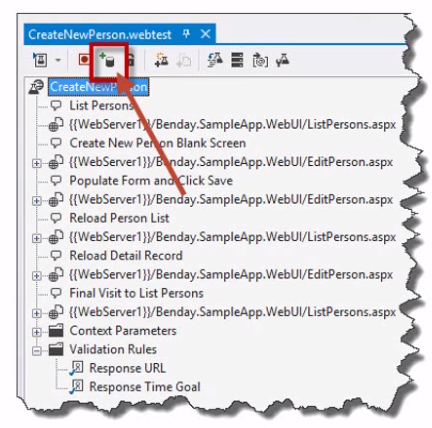 CreateNewPerson.webtest
CreateNewPerson
List Persons
{{WebServer1}}/Benday.SampleApp.WebUI/ListPersons.aspx
Create New Person Blank Screen
{{WebServer1}}/Benday.SampleApp.WebUI/EditPerson.aspx
Populate Form and Click Save
{{WebServer1}}/Benday.SampleApp.WebUI/EditPerson.aspx
Reload Person List
{{WebServer1}}/Benday.SampleApp.WebUI/ListPersons.aspx
Reload Detail Record
{{WebServer1}}/Benday.SampleApp.WebUI/EditPerson.aspx
Final Visit to List Persons
{{WebServer1}}/Benday.SampleApp.WebUI/ListPersons.aspx
Context Parameters
Validation Rules
Response URL
Response Time Goal